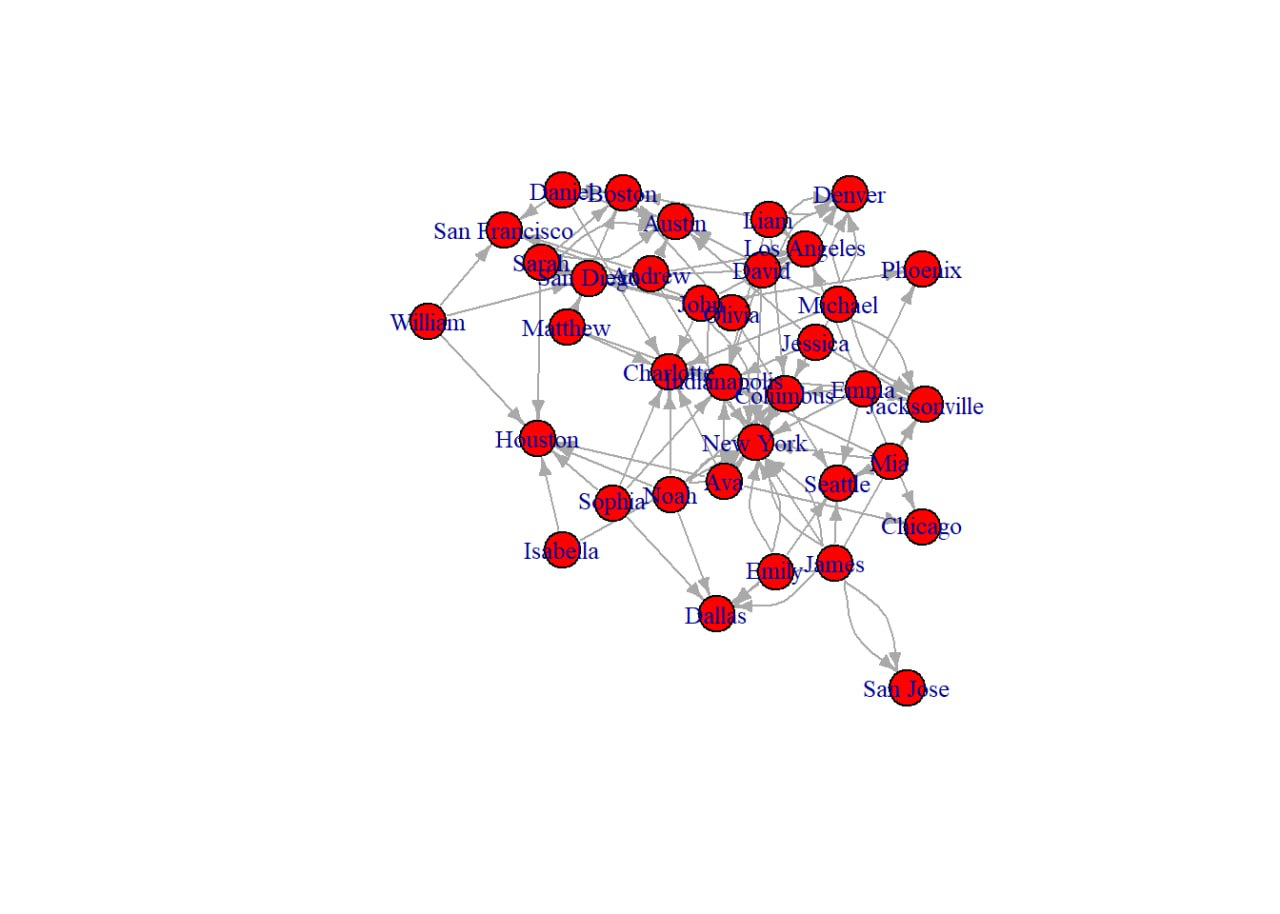 Daniel
Boston
Denver
Austin
Liam
San Francisco
Los Angeles
Sarah
San Diego
Andrew
David
Phoenix
John
Olivia
Michael
William
Matthew
Jessica
Charlotte
Indianapolis
Columbus
Emma
Jacksonville
Houston
New York
Mia
Sophia
Noah
Ava
Seattle
Chicago
Isabella
Emily
James
Dallas
San Jose